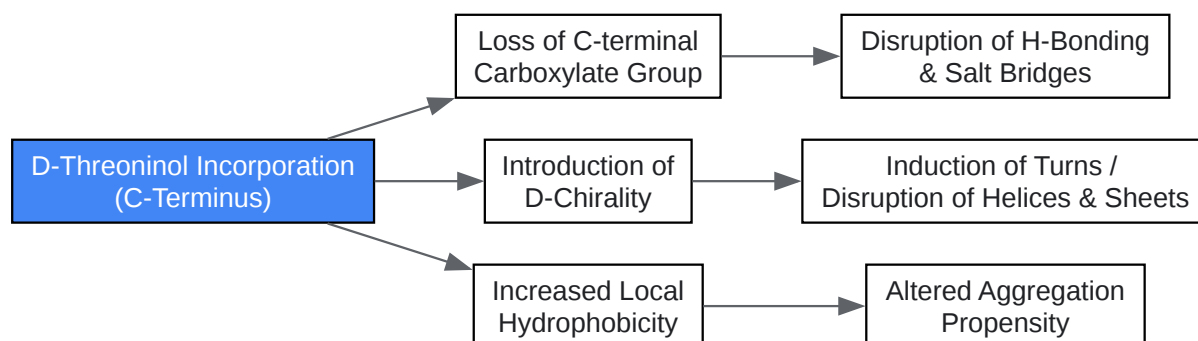 Loss of C-terminal
Carboxylate Group
Disruption of H-Bonding
& Salt Bridges
D-Threoninol Incorporation
(C-Terminus)
Introduction of
D-Chirality
Induction of Turns /
Disruption of Helices & Sheets
Increased Local
Hydrophobicity
Altered Aggregation
Propensity